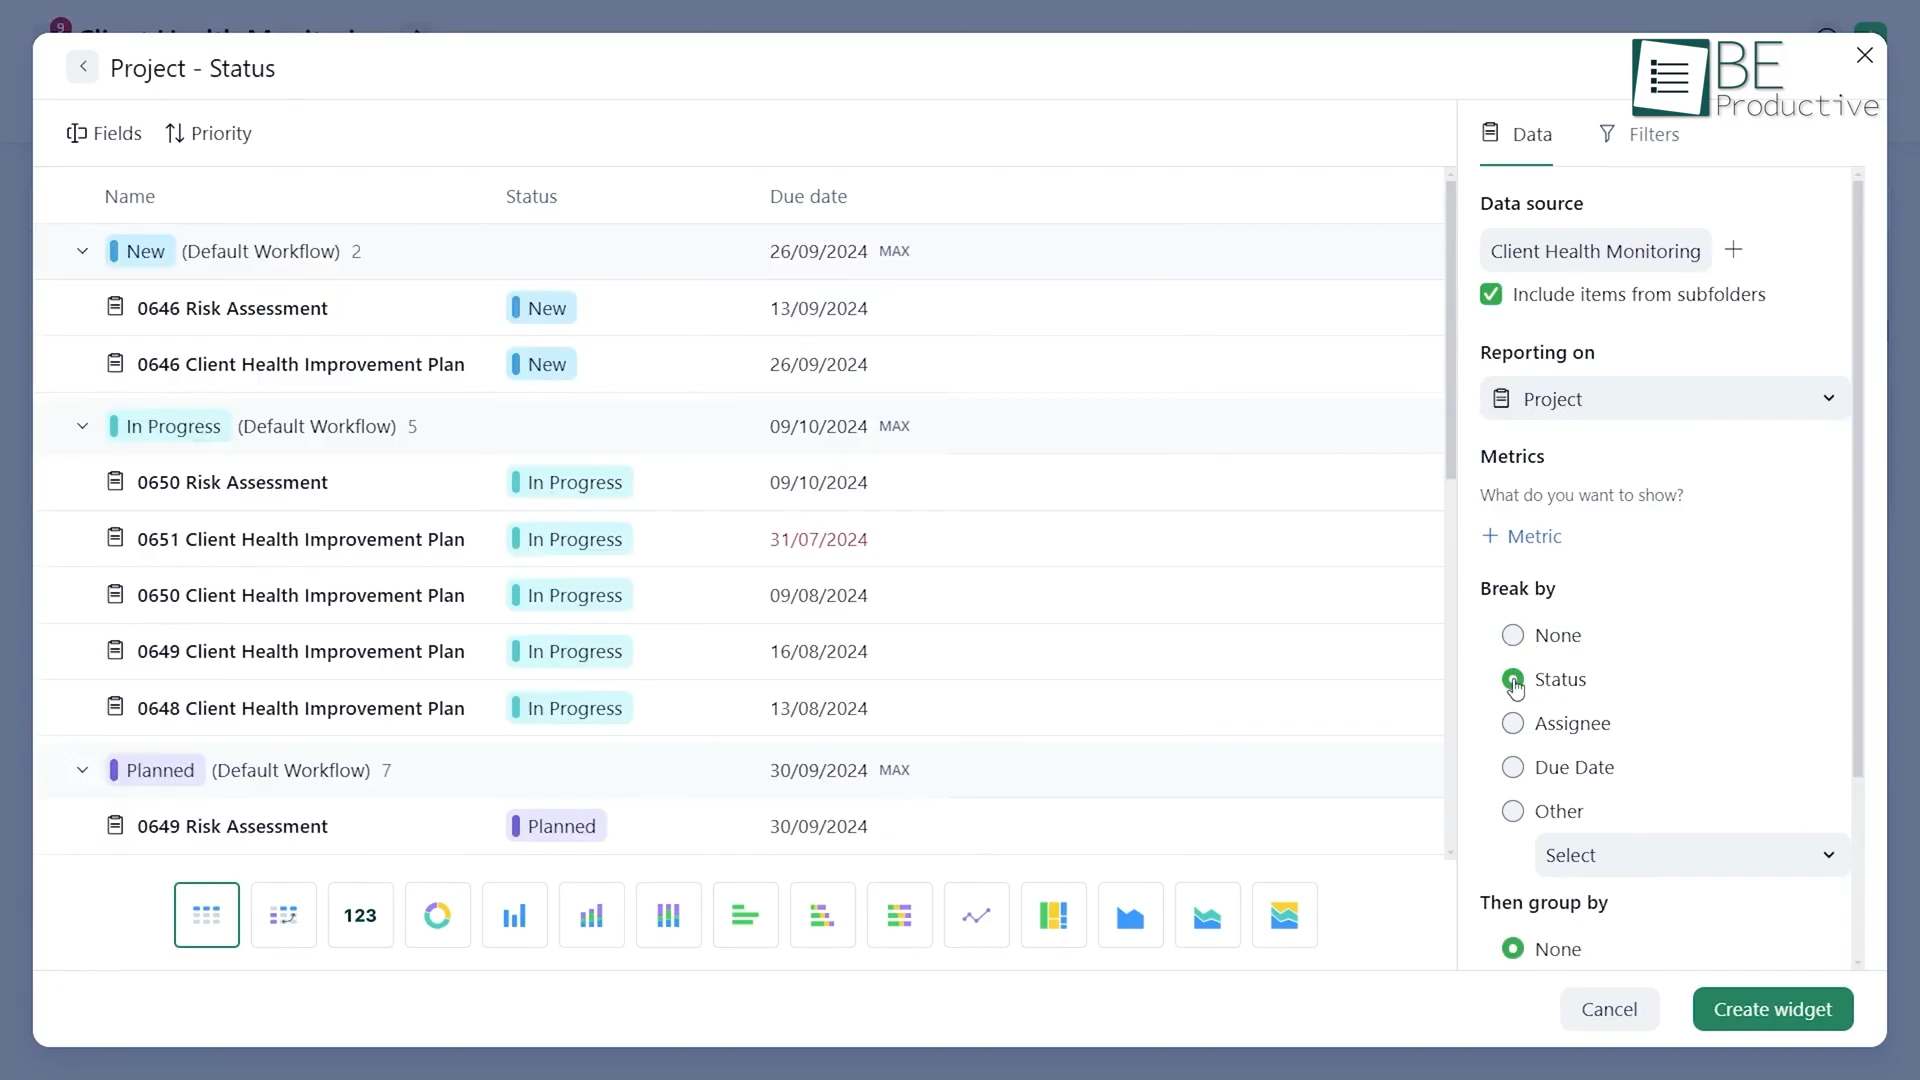 9
Project - Status
BE
Productive
Fields
Priority
Data
Filters
Name
Status
Due date
New (Default Workflow) 2
26/09/2024 MAX
0646 Risk Assessment
New
13/09/2024
0646 Client Health Improvement Plan
New
26/09/2024
In Progress (Default Workflow) 5
09/10/2024 MAX
0650 Risk Assessment
In Progress
09/10/2024
0651 Client Health Improvement Plan
In Progress
31/07/2024
0650 Client Health Improvement Plan
In Progress
09/08/2024
0649 Client Health Improvement Plan
In Progress
16/08/2024
0648 Client Health Improvement Plan
In Progress
13/08/2024
Planned (Default Workflow) 7
30/09/2024 MAX
0649 Risk Assessment
Planned
30/09/2024
123
Data source
Client Health Monitoring
Include items from subfolders
Reporting on
Project
Metrics
What do you want to show?
+ Metric
Break by
None
Status
Assignee
Due Date
Other
Select
Then group by
None
Cancel
Create widget